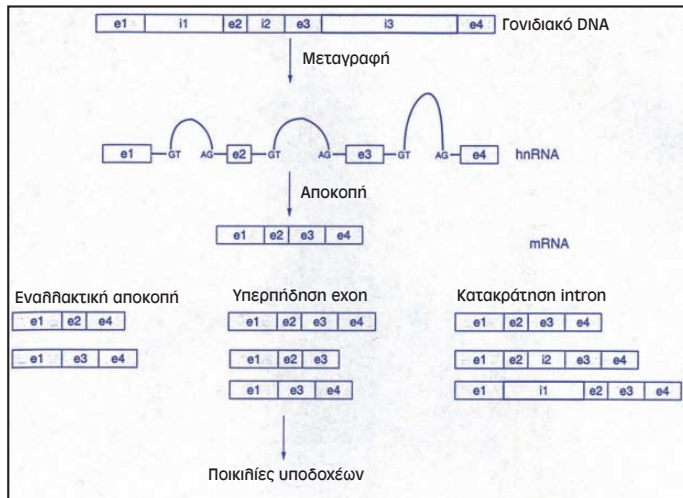 e1 i1 e2 i2 e3 i3 e4 Γονιδιακό DNA
Μεταγραφή
e1 GT AG e2 GT AG e3 GT AG e4 hnRNA
Αποκοπή
e1 e2 e3 e4 mRNA
Εναλλακτική αποκοπή Υπερπήδηση exon Κατακράτηση intron
e1 e2 e4 e1 e2 e3 e4 e1 e2 e3 e4
e1 e3 e4 e1 e2 e3 e1 e2 i2 e3 e4
e1 e3 e4 e1 i1 e2 e3 e4
Ποικιλίες υποδοχέων